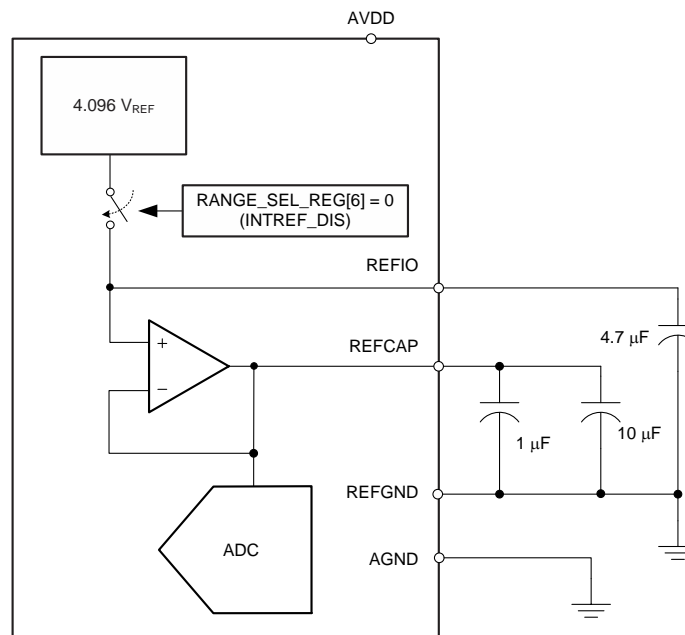 AVDD
4.096 VREF
RANGE_SEL_REG[6] = 0
(INTREF_DIS)
REFIO
4.7 µF
+
REFCAP
−
1 µF
10 µF
REFGND
ADC
AGND